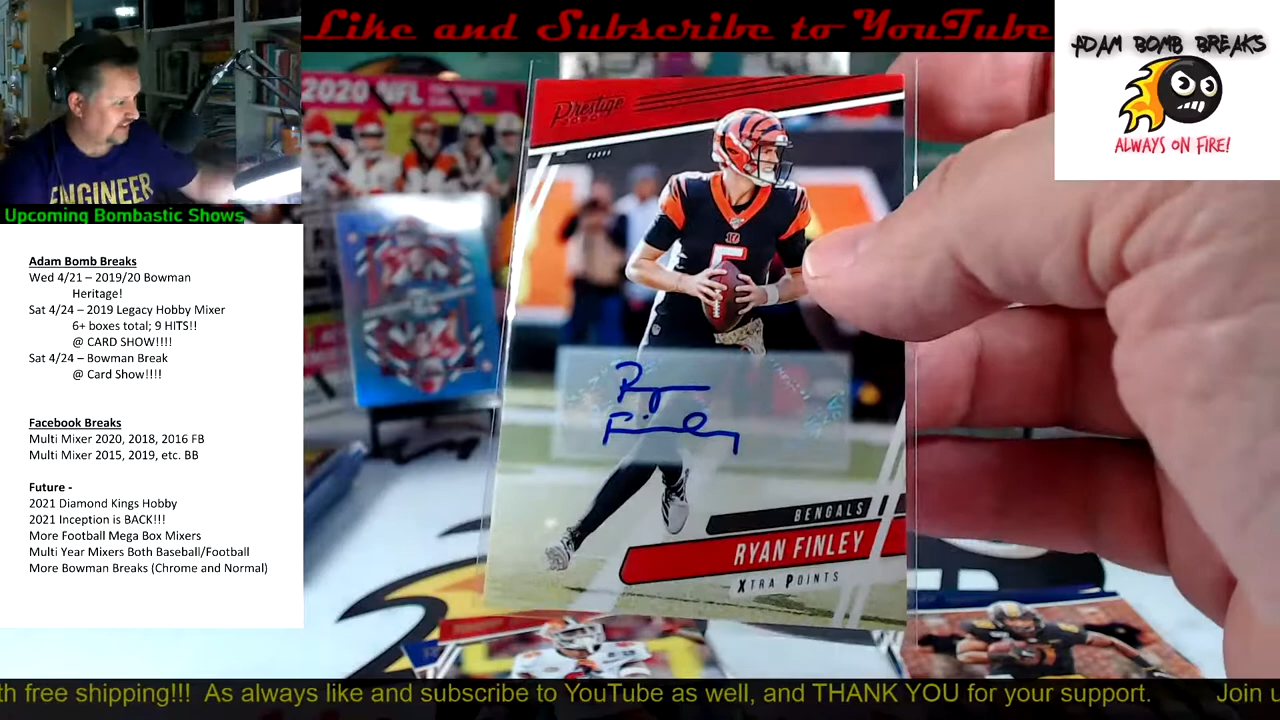 Like and Subscribe to YouTube
ADAM BOMB BREAKS
ALWAYS ON FIRE!
ENGINEER
Upcoming Bombastic Shows
Adam Bomb Breaks
Wed 4/21 – 2019/20 Bowman
Heritage!
Sat 4/24 – 2019 Legacy Hobby Mixer
6+ boxes total; 9 HITS!!
@ CARD SHOW!!!!
Sat 4/24 – Bowman Break
@ Card Show!!!!
Facebook Breaks
Multi Mixer 2020, 2018, 2016 FB
Multi Mixer 2015, 2019, etc. BB
Future -
2021 Diamond Kings Hobby
2021 Inception is BACK!!!
More Football Mega Box Mixers
Multi Year Mixers Both Baseball/Football
More Bowman Breaks (Chrome and Normal)
2020 NFL
Prestige
5
Ryan
Finley
BENGALS
RYAN FINLEY
XTRA POINTS
th free shipping!!! As always like and subscribe to YouTube as well, and THANK YOU for your support. Join u